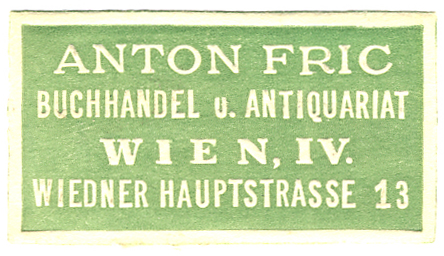 ANTON FRIC
BUCHHANDEL u. ANTIQUARIAT
WIEN, IV.
WIEDNER HAUPTSTRASSE 13